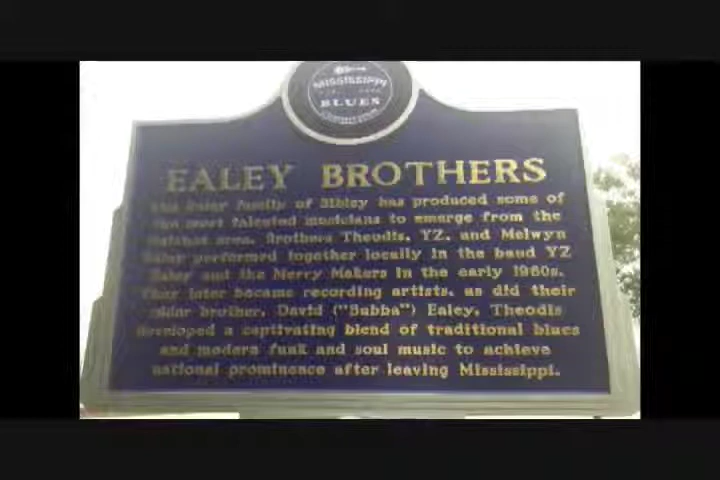 MISSISSIPPI
BLUES
EALEY BROTHERS
The Ealey family of Sibley has produced some of
the most talented musicians to emerge from the
Natchez area. Brothers Theodis, YZ, and Melwyn
Ealey performed together locally in the band YZ
Ealey and the Merry Makers in the early 1960s.
They later became recording artists, as did their
older brother, David ("Bubba") Ealey. Theodis
developed a captivating blend of traditional blues
and modern funk and soul music to achieve
national prominence after leaving Mississippi.